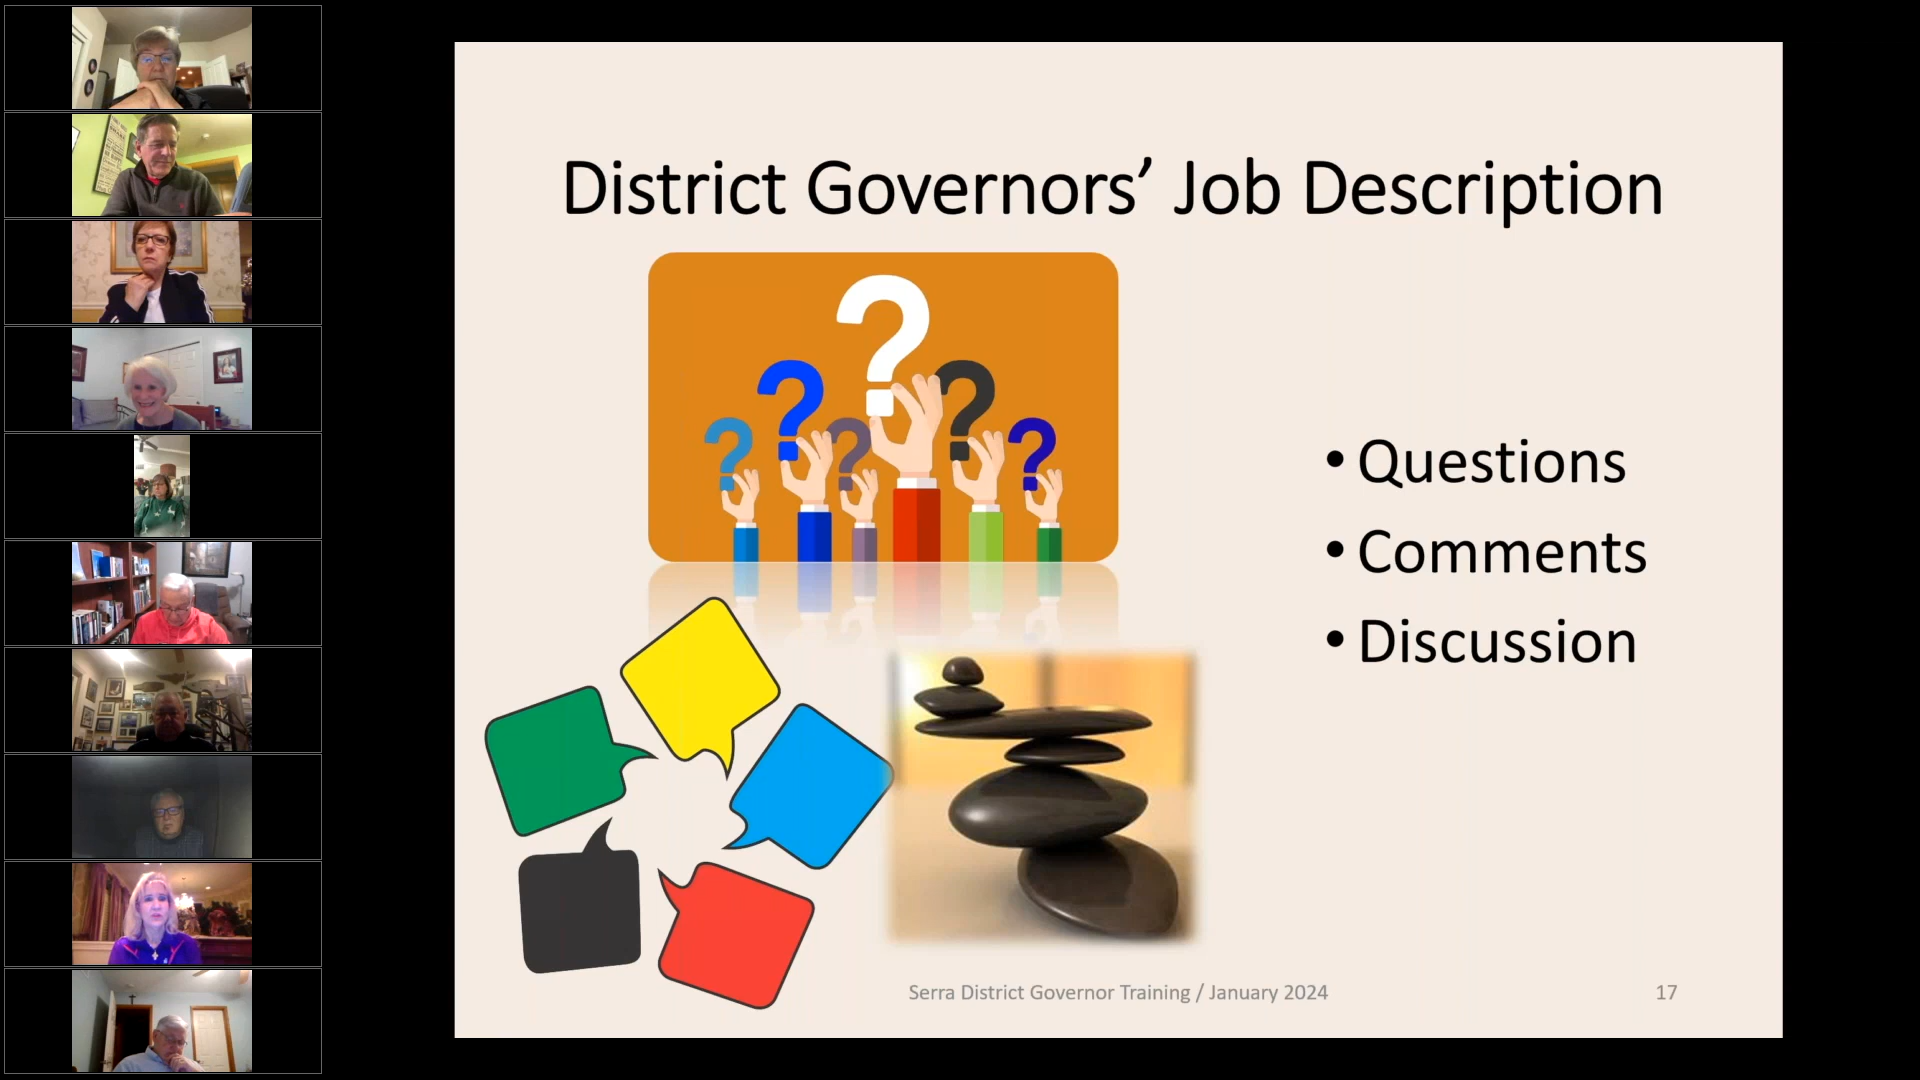 District Governors’ Job Description
• Questions
• Comments
• Discussion
Serra District Governor Training / January 2024
17